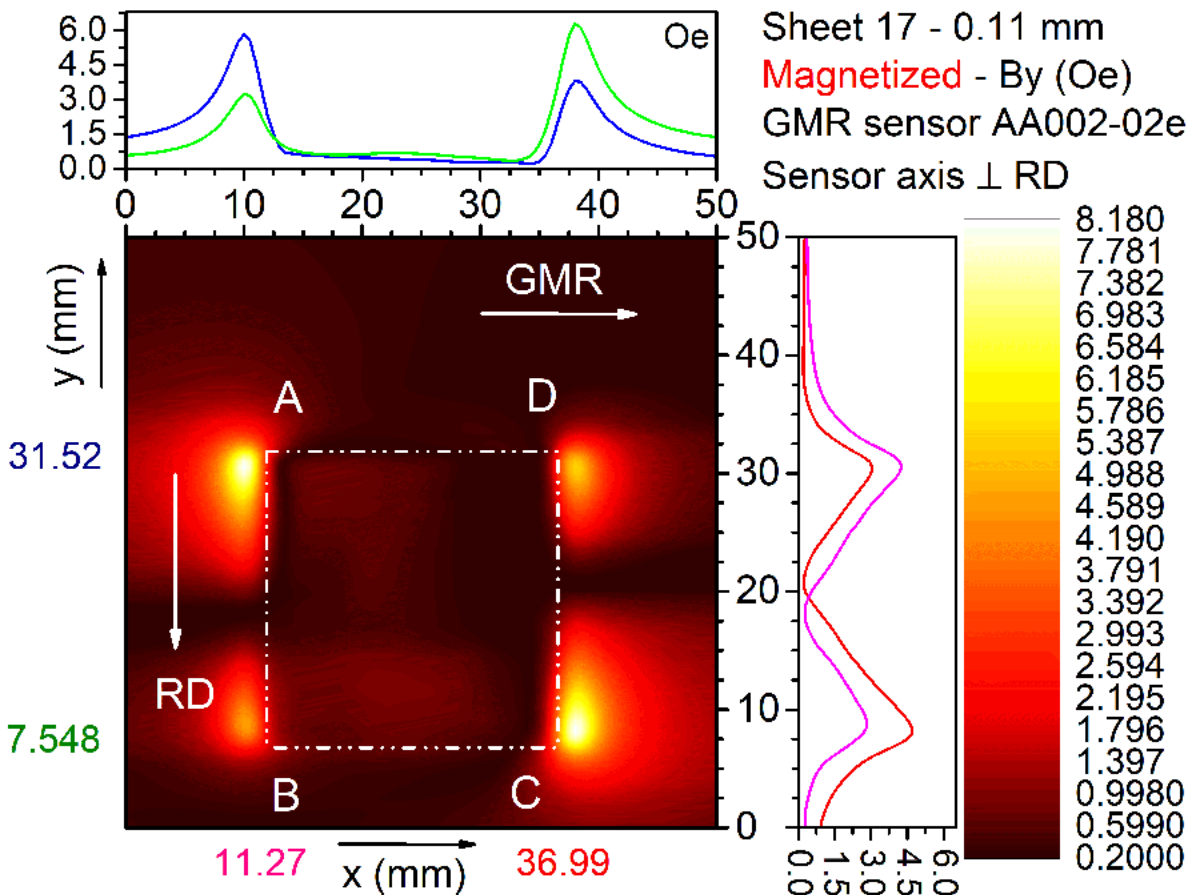 6.0
4.5
3.0
1.5
0.0
Oe
0 10 20 30 40 50
Sheet 17 - 0.11 mm
Magnetized - By (Oe)
GMR sensor AA002-02e
Sensor axis ⊥ RD
y (mm)
31.52
7.548
GMR
A
D
RD
B
C
11.27
x (mm)
36.99
50
40
30
20
10
0
0.0
1.5
3.0
4.5
6.0
8.180
7.781
7.382
6.983
6.584
6.185
5.786
5.387
4.988
4.589
4.190
3.791
3.392
2.993
2.594
2.195
1.796
1.397
0.9980
0.5990
0.2000